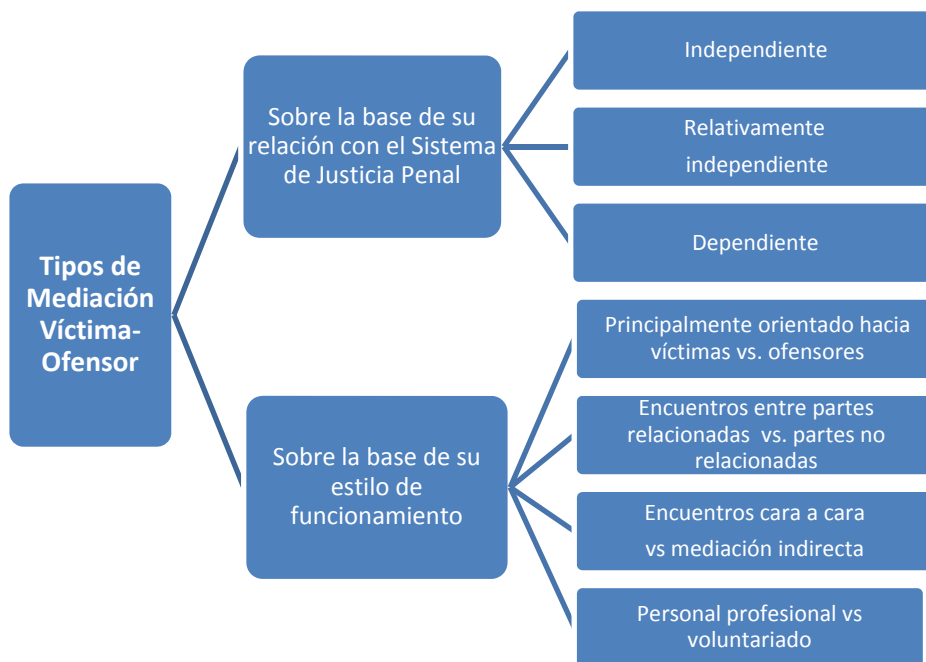 Tipos de
Mediación
Víctima-
Ofensor
Sobre la base de su
relación con el Sistema
de Justicia Penal
Independiente
Relativamente
independiente
Dependiente
Sobre la base de su
estilo de
funcionamiento
Principalmente orientado hacia
víctimas vs. ofensores
Encuentros entre partes
relacionadas vs. partes no
relacionadas
Encuentros cara a cara
vs mediación indirecta
Personal profesional vs
voluntariado